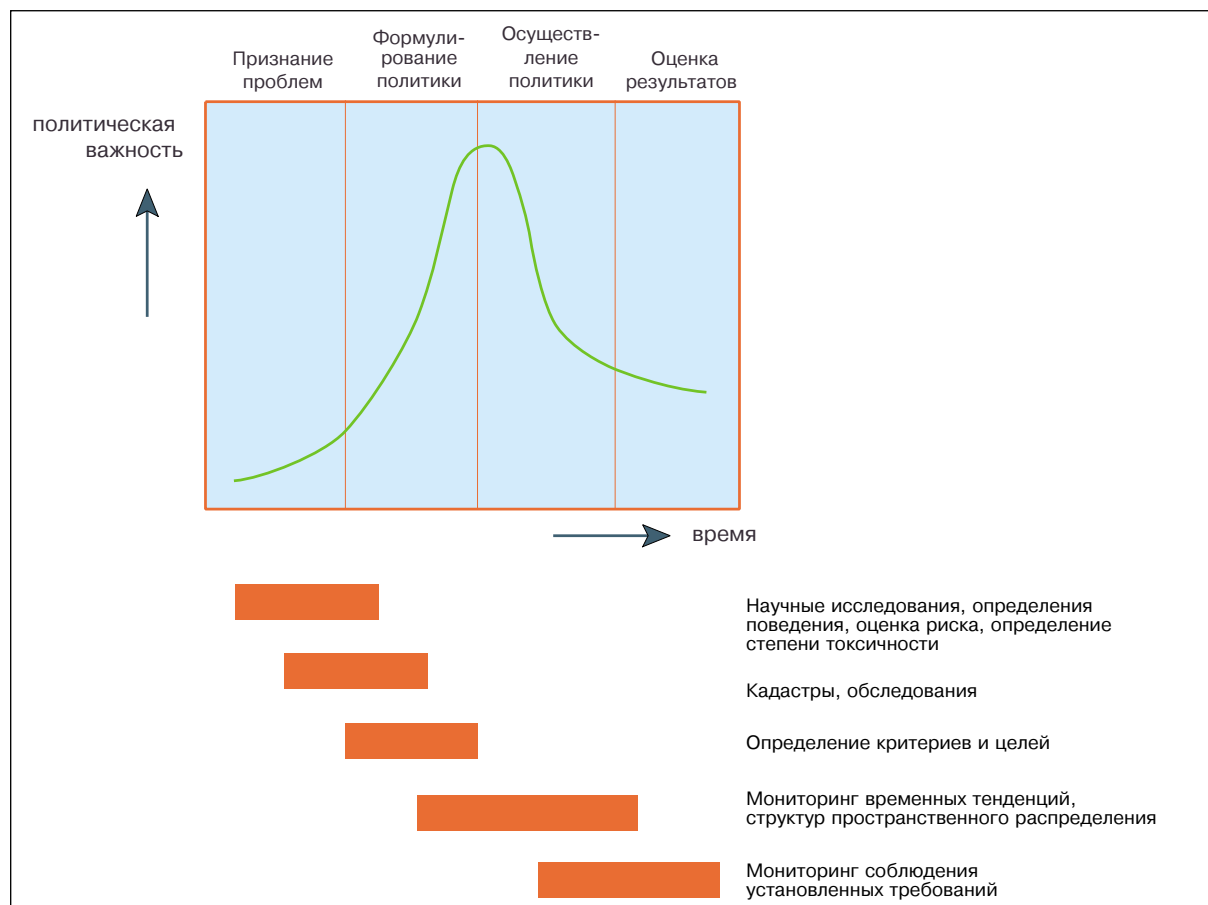 Признание
проблем
Формули-
рование
политики
Осуществ-
ление
политики
Оценка
результатов
политическая
важность
время
Научные исследования, определения
поведения, оценка риска, определение
степени токсичности
Кадастры, обследования
Определение критериев и целей
Мониторинг временных тенденций,
структур пространственного распределения
Мониторинг соблюдения
установленных требований